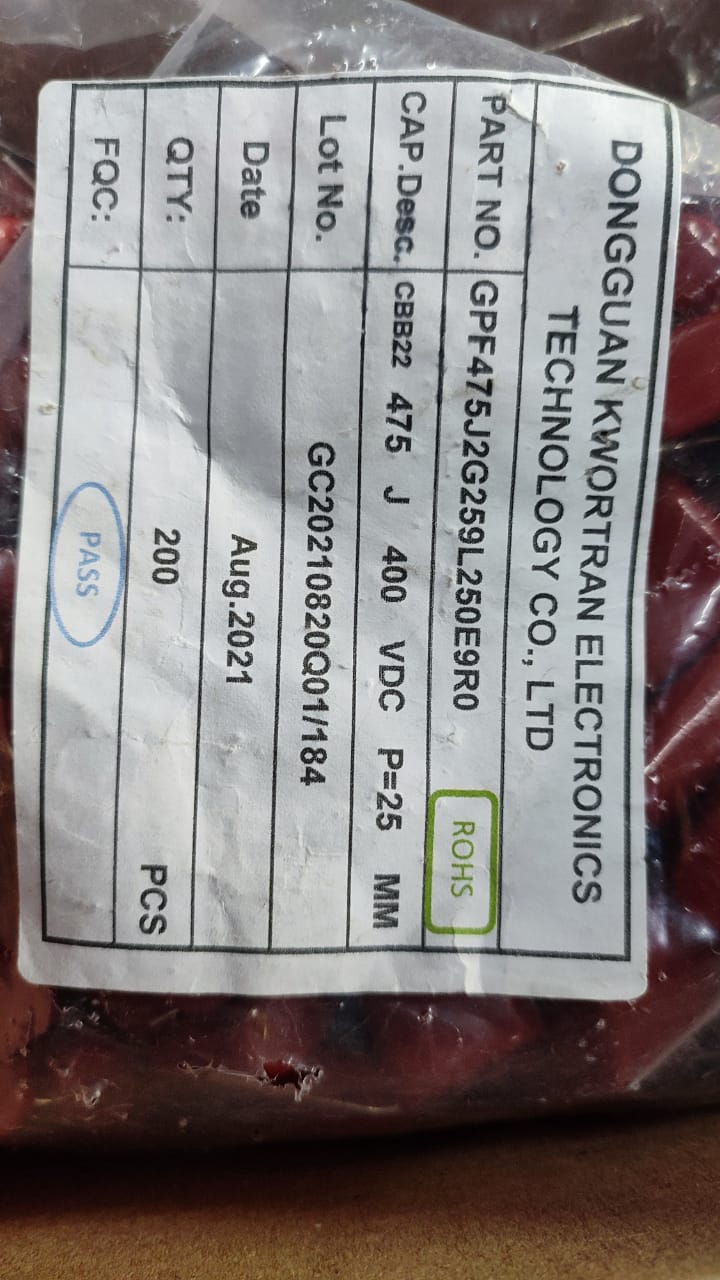 DONGGUAN KWORTRAN ELECTRONICS
TECHNOLOGY CO., LTD
PART NO. GPF475J2G259L250E9R0 ROHS
CAP.Desc. CBB22 475 J 400 VDC P=25 MM
Lot No. GC20210820Q01/184
Date Aug.2021
QTY: 200 PCS
FQC: PASS